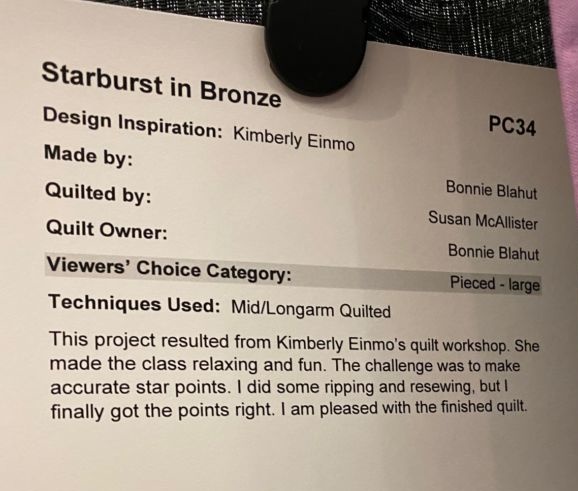 Starburst in Bronze
PC34
Design Inspiration: Kimberly Einmo
Made by: Bonnie Blahut
Quilted by: Susan McAllister
Quilt Owner: Bonnie Blahut
Viewers' Choice Category: Pieced - large
Techniques Used: Mid/Longarm Quilted
This project resulted from Kimberly Einmo's quilt workshop. She
made the class relaxing and fun. The challenge was to make
accurate star points. I did some ripping and resewing, but I
finally got the points right. I am pleased with the finished quilt.